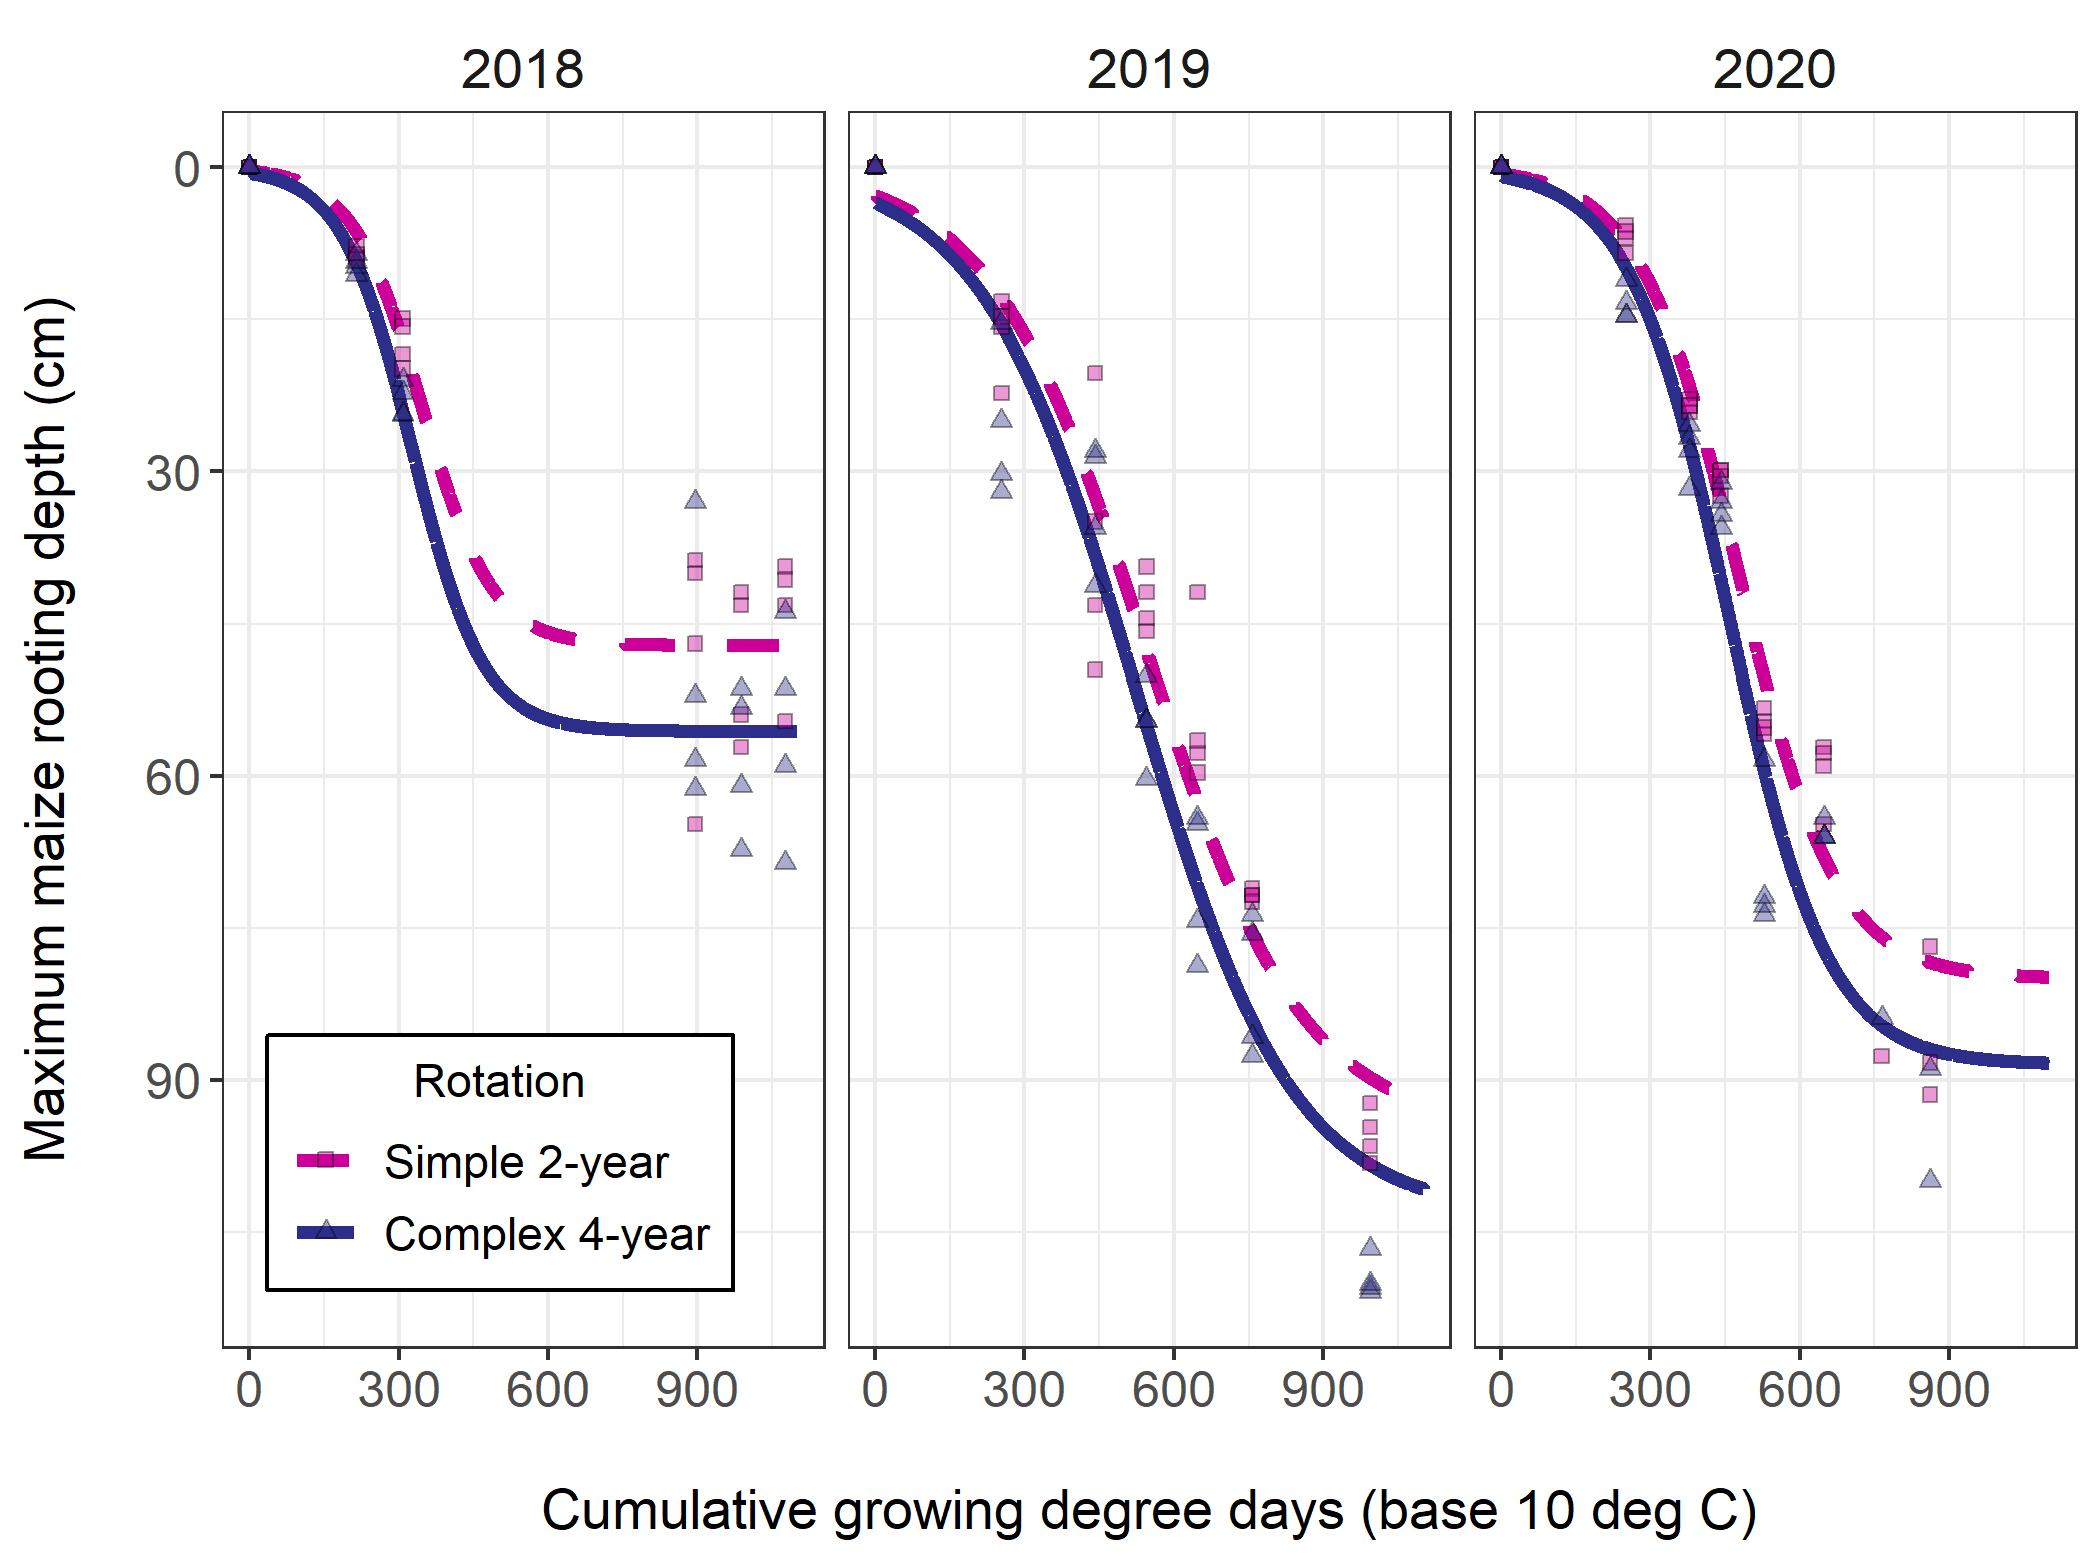 2018 2019 2020
Maximum maize rooting depth (cm)
0
30
60
90
Rotation
Simple 2-year
Complex 4-year
0 300 600 900 0 300 600 900 0 300 600 900
Cumulative growing degree days (base 10 deg C)